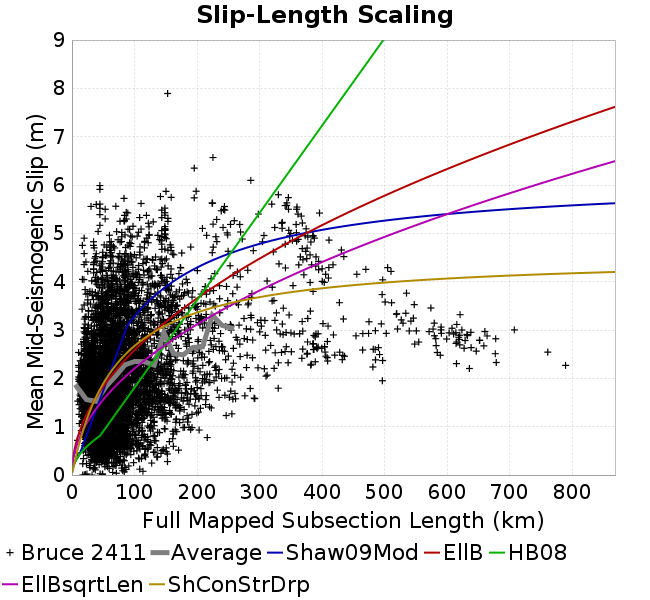 Slip-Length Scaling
Mean Mid-Seismogenic Slip (m)
9
8
7
6
5
4
3
2
1
0
0 100 200 300 400 500 600 700 800
Full Mapped Subsection Length (km)
Bruce 2411 Average Shaw09Mod EllB HB08
EllBsqrtLen ShConStrDrp